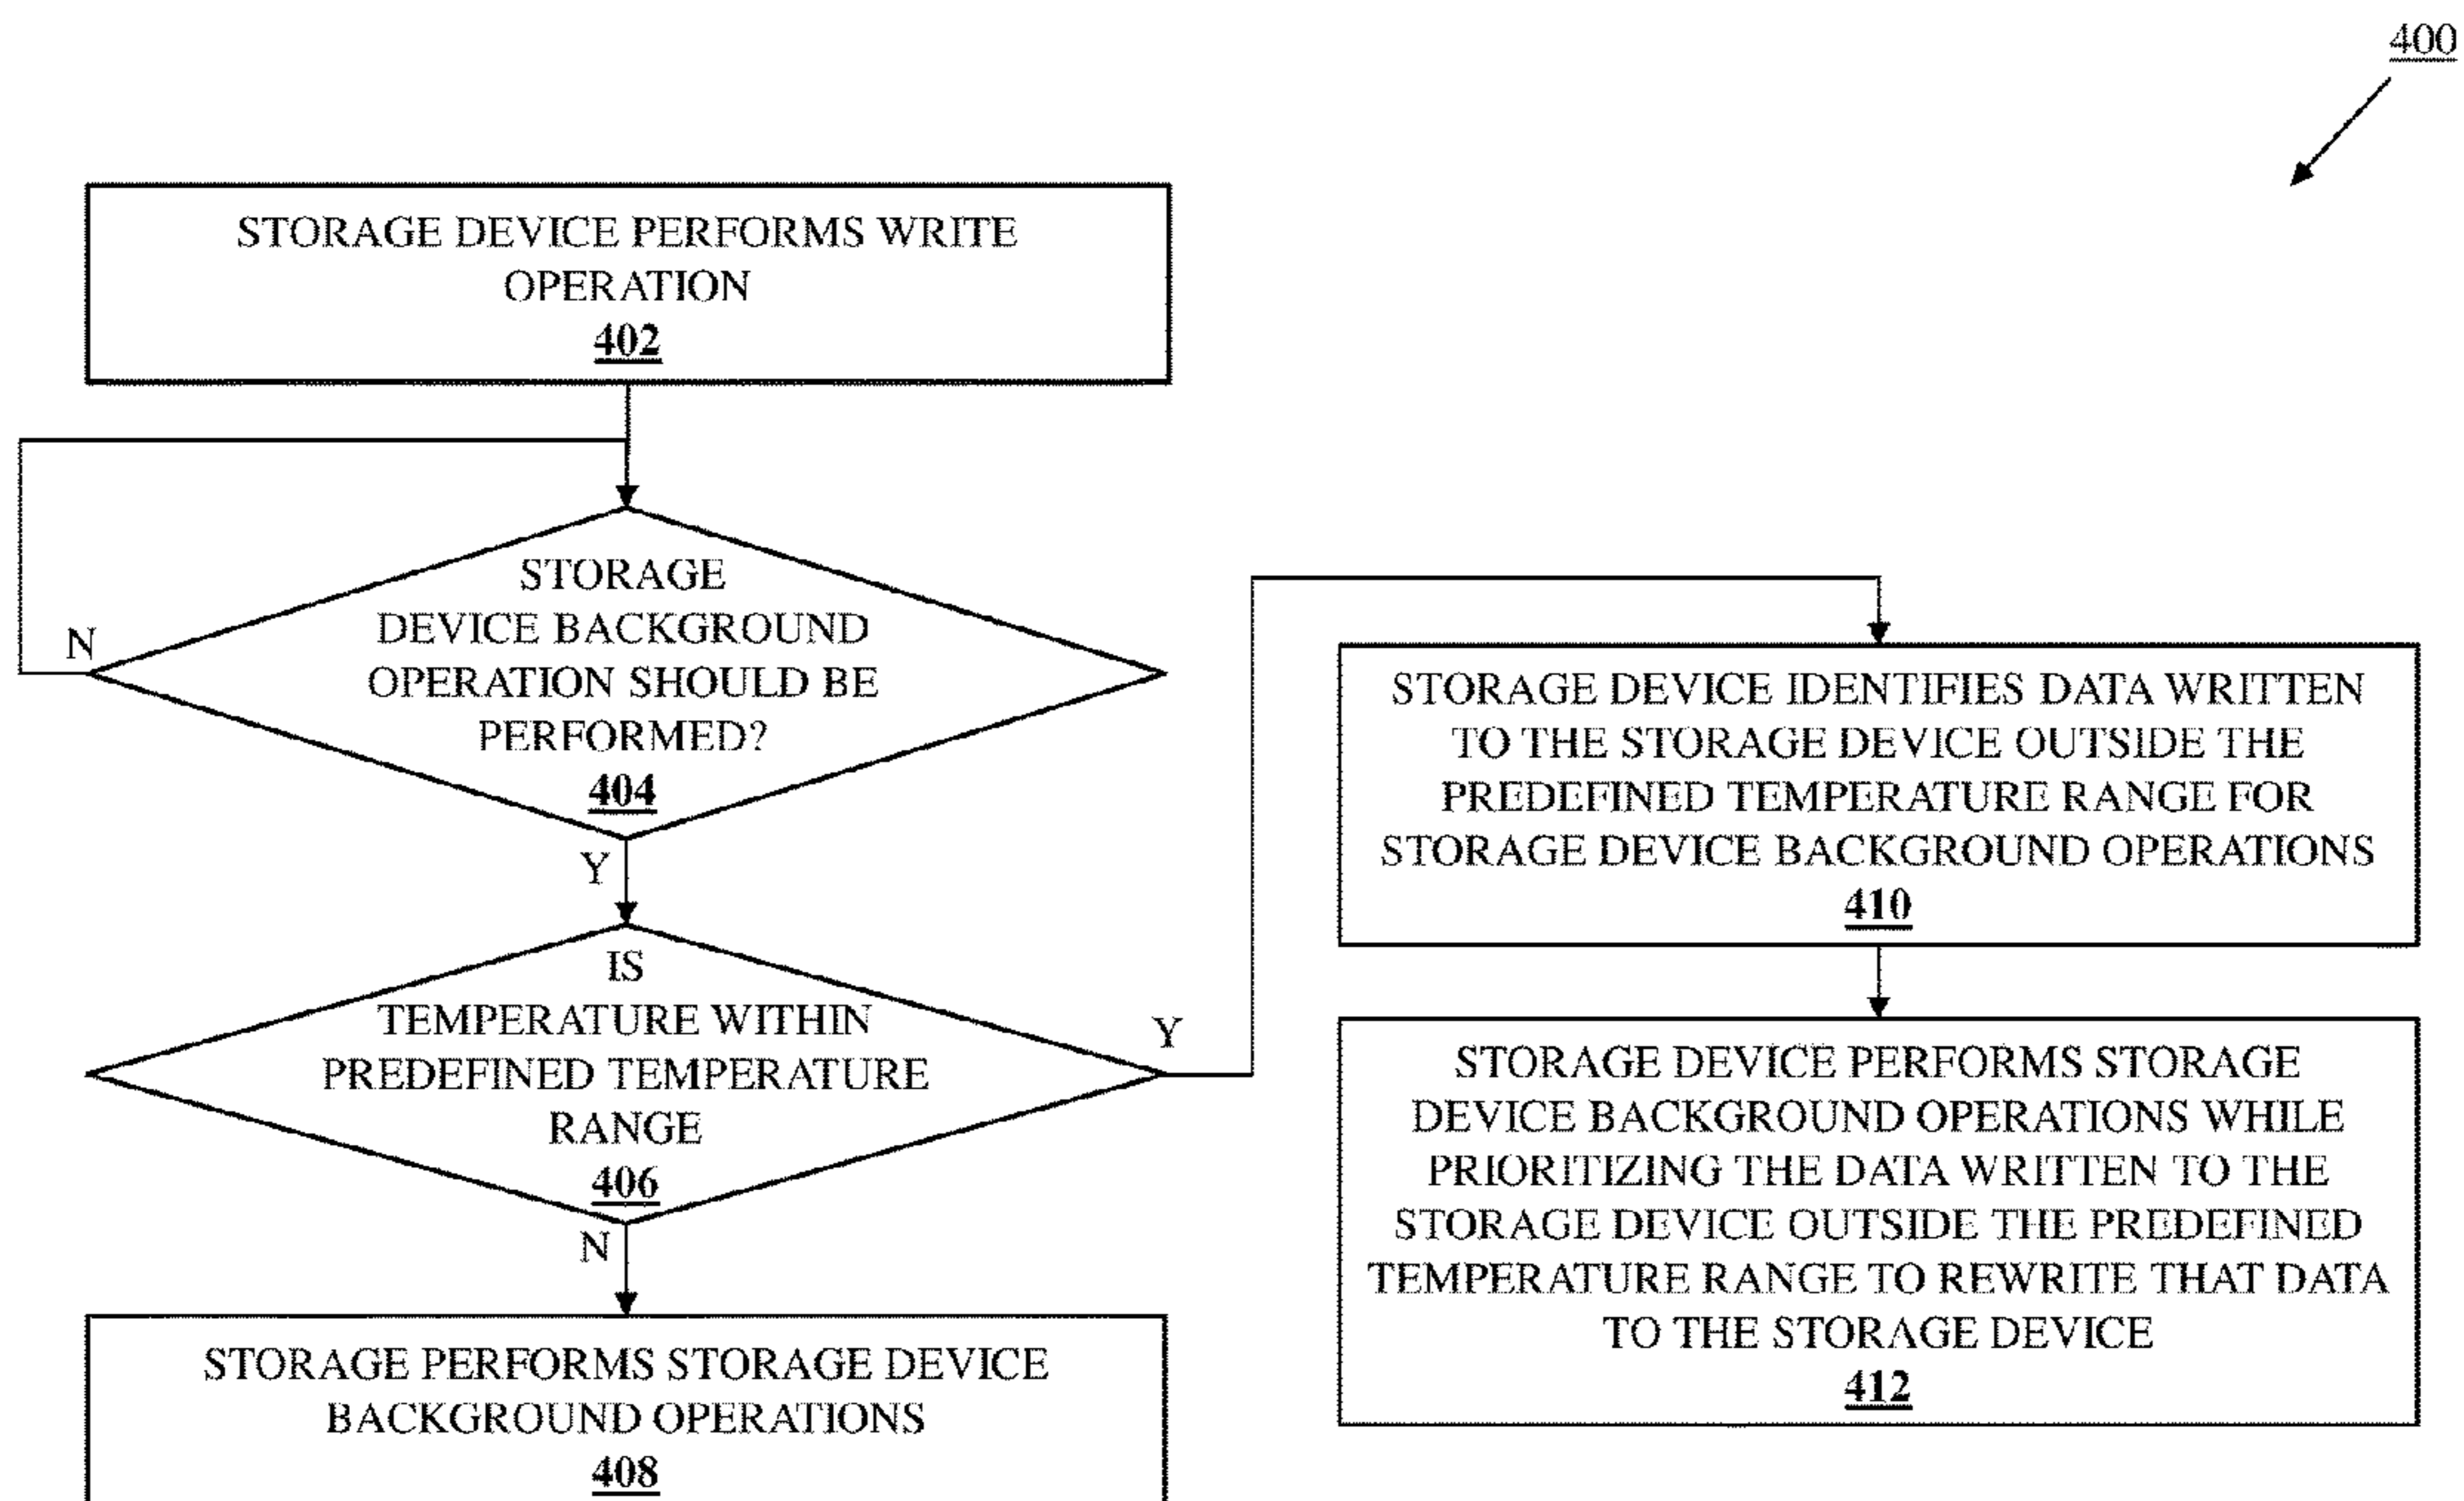 400
STORAGE DEVICE PERFORMS WRITE
OPERATION
402
STORAGE
DEVICE BACKGROUND
OPERATION SHOULD BE
PERFORMED?
404
N
Y
IS
TEMPERATURE WITHIN
PREDEFINED TEMPERATURE
RANGE
406
Y
N
STORAGE PERFORMS STORAGE DEVICE
BACKGROUND OPERATIONS
408
STORAGE DEVICE IDENTIFIES DATA WRITTEN
TO THE STORAGE DEVICE OUTSIDE THE
PREDEFINED TEMPERATURE RANGE FOR
STORAGE DEVICE BACKGROUND OPERATIONS
410
STORAGE DEVICE PERFORMS STORAGE
DEVICE BACKGROUND OPERATIONS WHILE
PRIORITIZING THE DATA WRITTEN TO THE
STORAGE DEVICE OUTSIDE THE PREDEFINED
TEMPERATURE RANGE TO REWRITE THAT DATA
TO THE STORAGE DEVICE
412